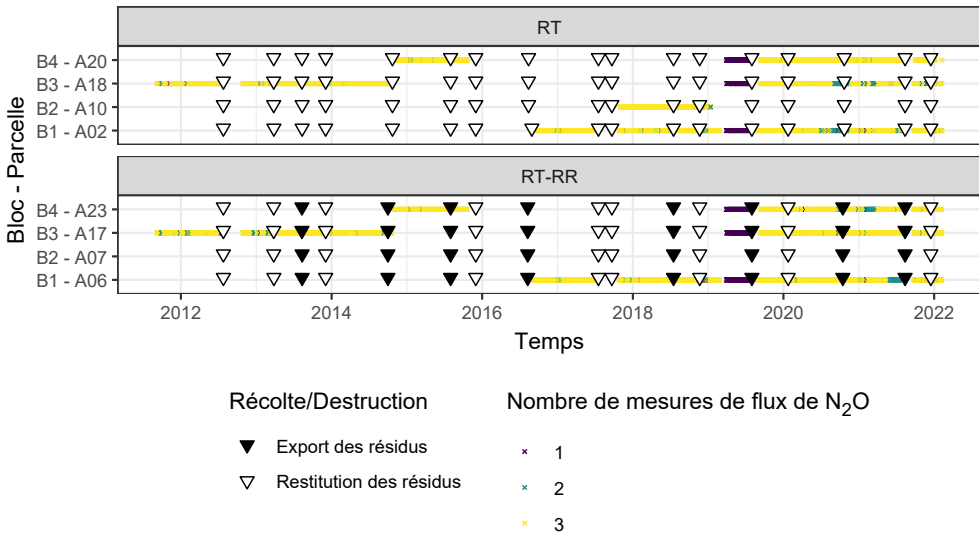 RT
B4 - A20
B3 - A18
B2 - A10
B1 - A02
RT-RR
B4 - A23
B3 - A17
B2 - A07
B1 - A06
Bloc - Parcelle
2012 2014 2016 2018 2020 2022
Temps
Récolte/Destruction
Export des résidus
Restitution des résidus
Nombre de mesures de flux de N₂O
1
2
3